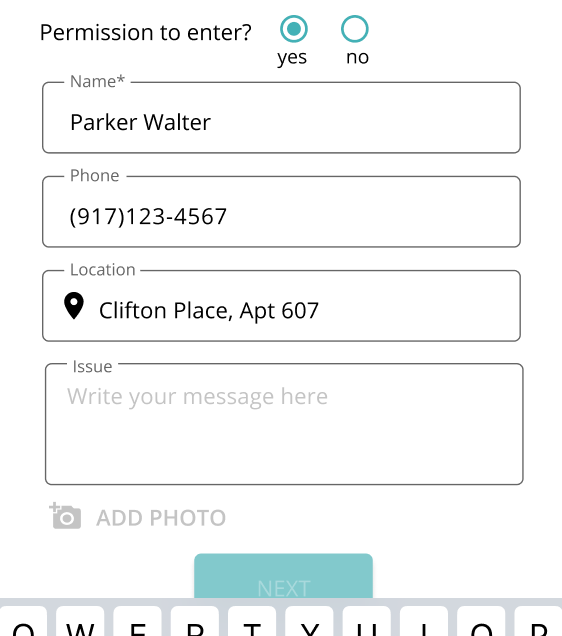 Permission to enter?
yes no
Name*
Parker Walter
Phone
(917)123-4567
Location
Clifton Place, Apt 607
Issue
Write your message here
ADD PHOTO
NEXT
Q W E R T Y U I O P